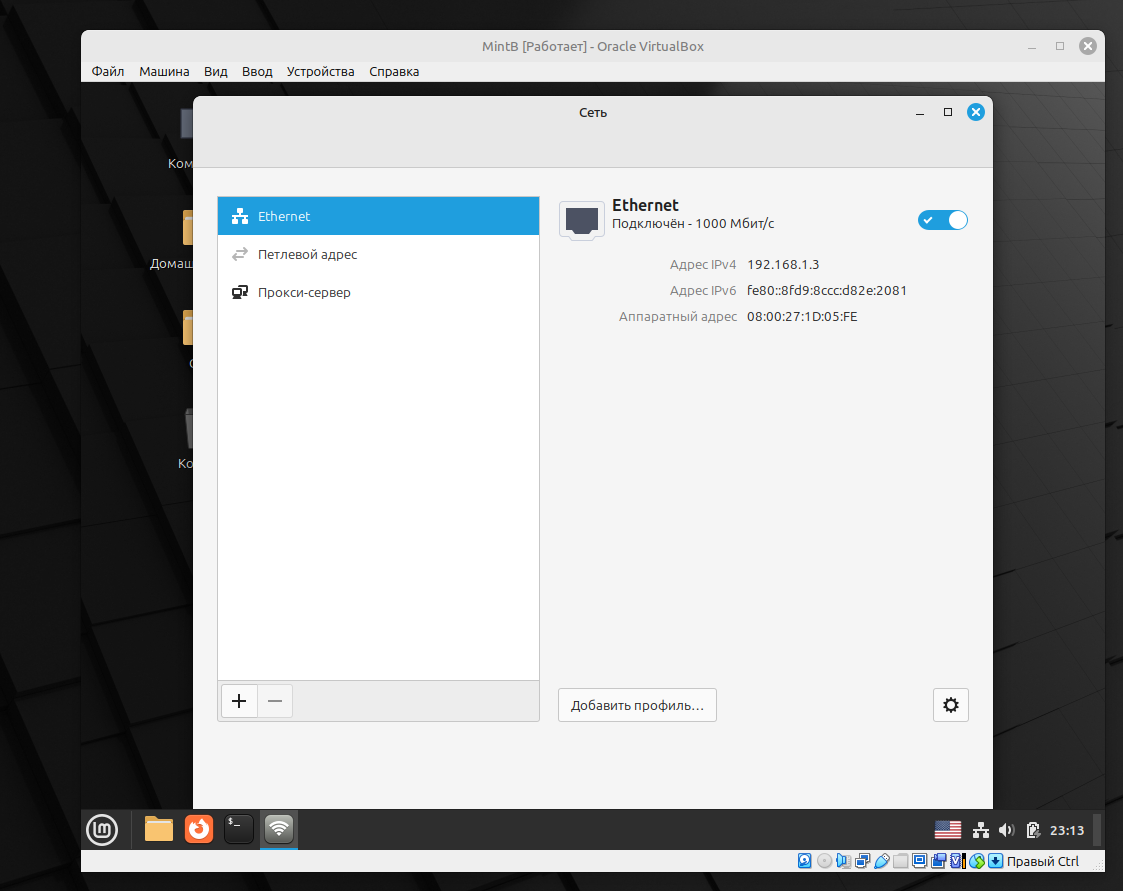 MintB [Работает] - Oracle VirtualBox
Файл Машина Вид Ввод Устройства Справка
Сеть
Ком
Домаш
Ко
Ethernet
Петлевой адрес
Прокси-сервер
Ethernet
Подключён - 1000 Мбит/с
Адрес IPv4 192.168.1.3
Адрес IPv6 fe80::8fd9:8ccc:d82e:2081
Аппаратный адрес 08:00:27:1D:05:FE
Добавить профиль…
23:13
Правый Ctrl